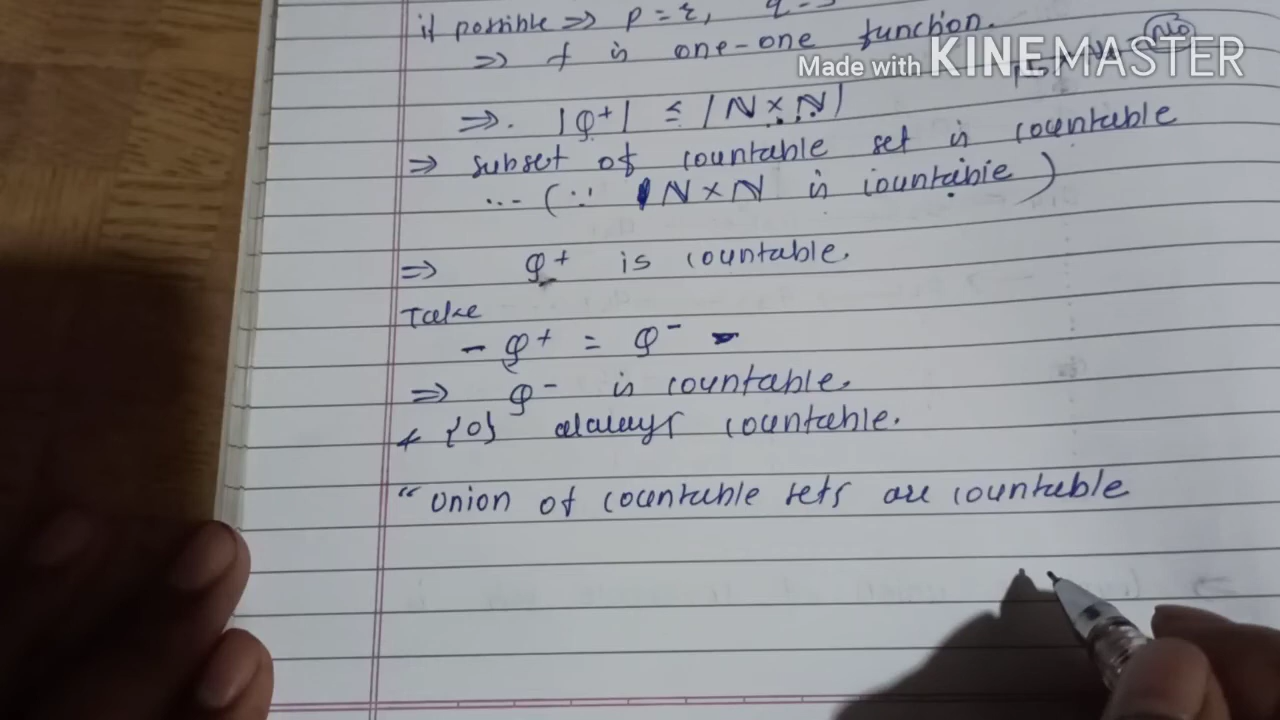 if possible ⇒ p = r,
⇒ f is one-one function.
Made with KINEMASTER
⇒. |Q+| ≤ |N × N|
⇒ subset of countable set is countable
... (∵ N × N is countable)
⇒ Q+ is countable.
Take
- Q+ = Q-
⇒ Q- is countable.
& {0} always countable.
“ Union of countable sets are countable